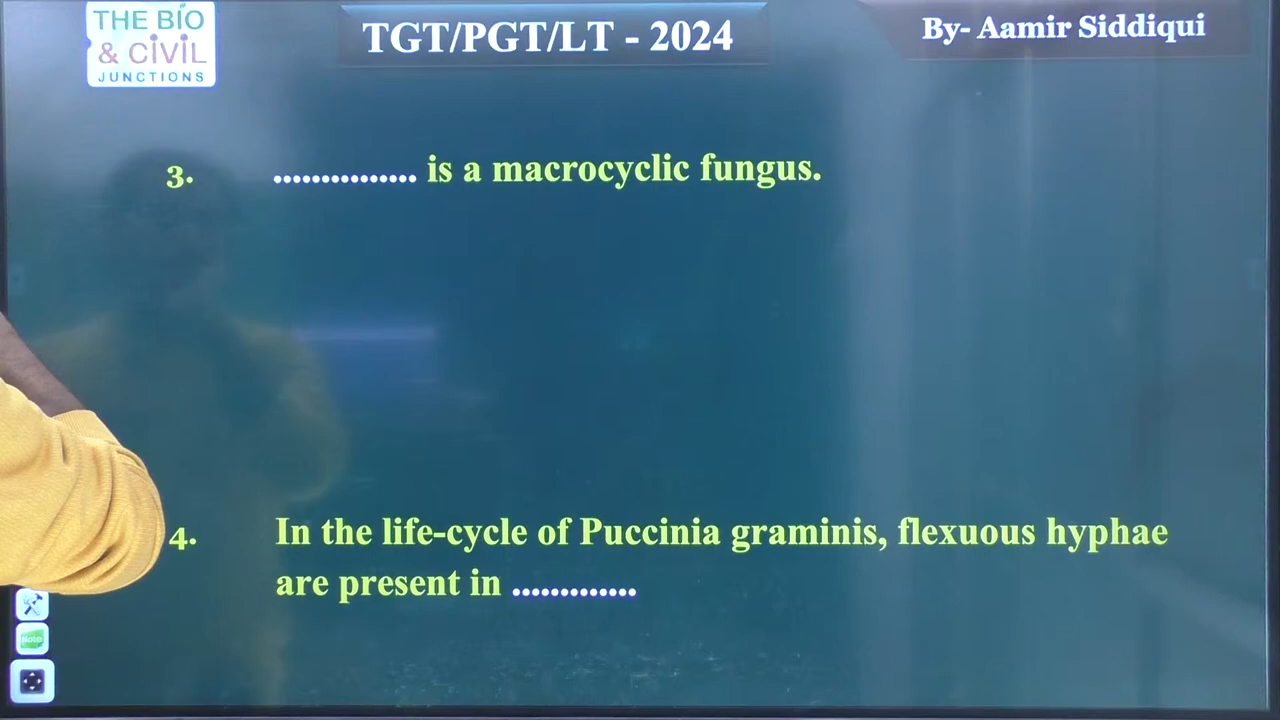 THE BIO
& CIVIL
JUNCTIONS
TGT/PGT/LT - 2024
By- Aamir Siddiqui
3. ............... is a macrocyclic fungus.
4. In the life-cycle of Puccinia graminis, flexuous hyphae
are present in .............